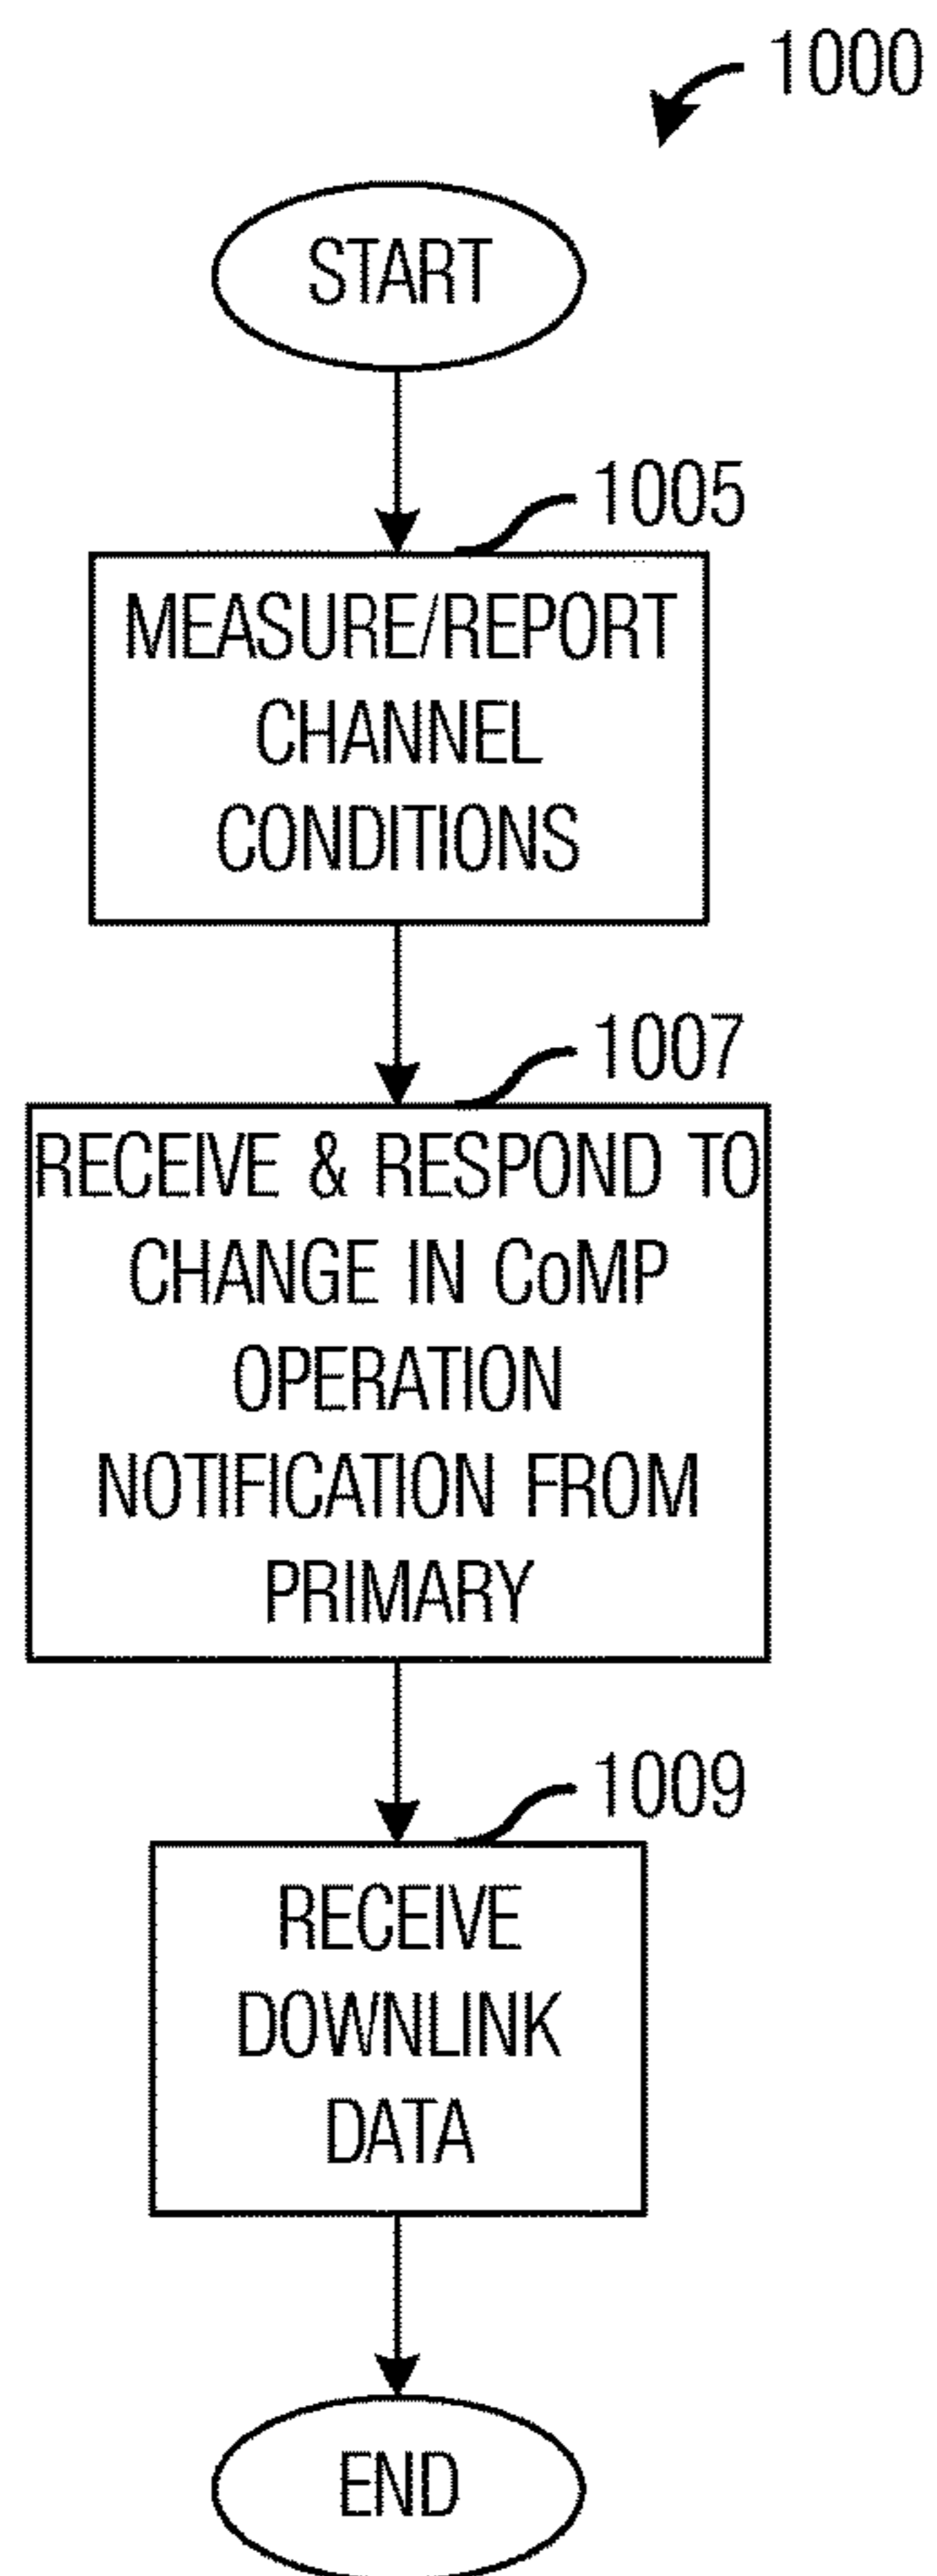 1000
START
1005
MEASURE/REPORT
CHANNEL
CONDITIONS
1007
RECEIVE & RESPOND TO
CHANGE IN CoMP
OPERATION
NOTIFICATION FROM
PRIMARY
1009
RECEIVE
DOWNLINK
DATA
END